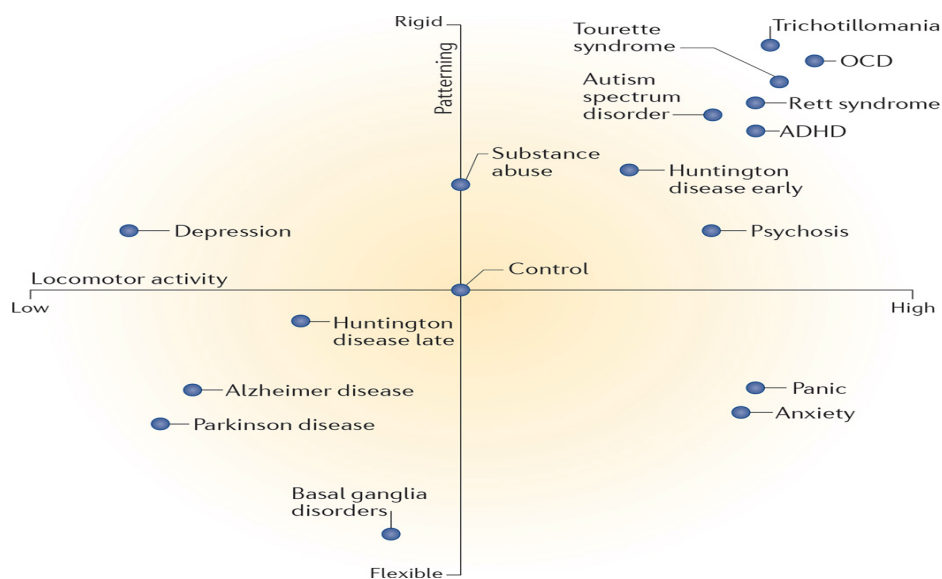 Rigid
Patterning
Trichotillomania
Tourette
syndrome
OCD
Autism
spectrum
disorder
Rett syndrome
ADHD
Substance
abuse
Huntington
disease early
Depression
Psychosis
Control
Locomotor activity
Low
High
Huntington
disease late
Alzheimer disease
Panic
Anxiety
Parkinson disease
Basal ganglia
disorders
Flexible